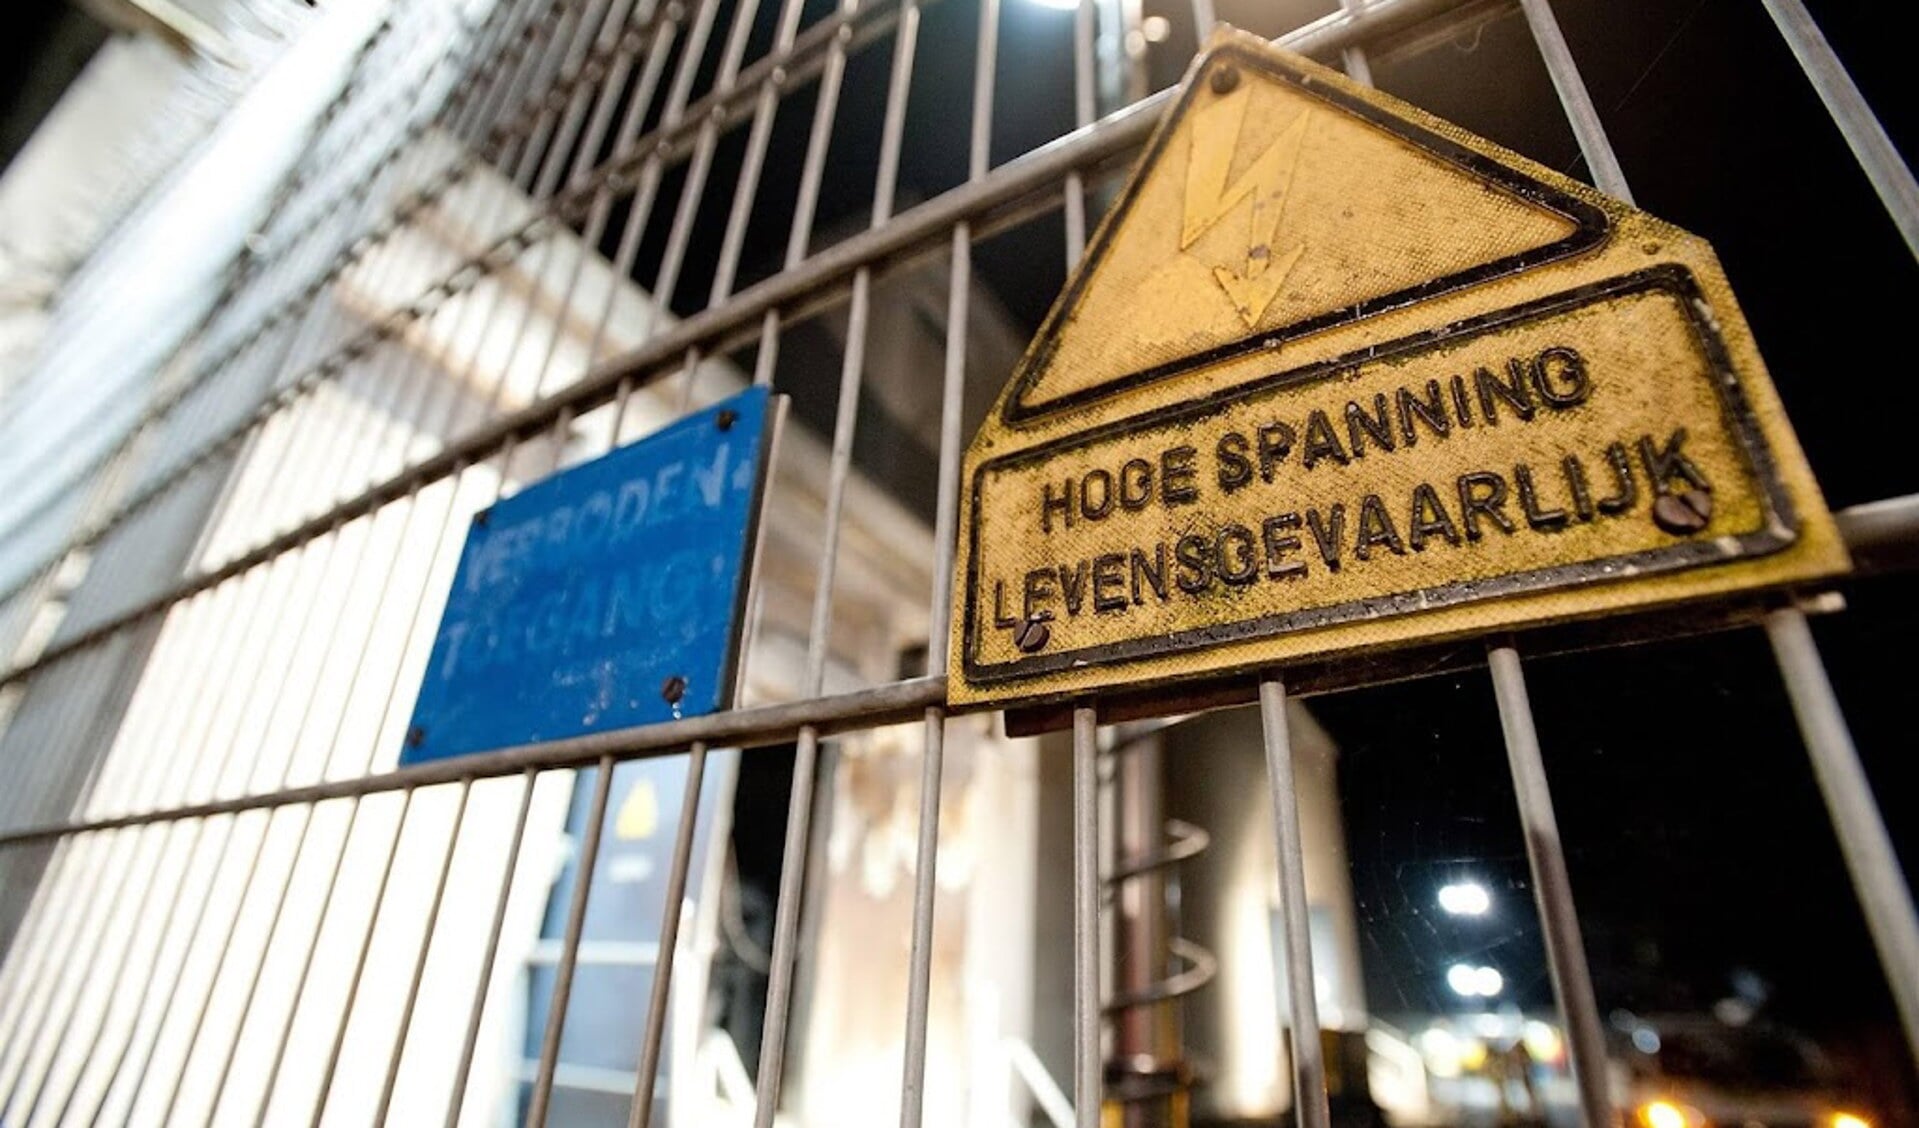 VERBODEN
TOEGANG
HOGE SPANNING
LEVENSGEVAARLIJK